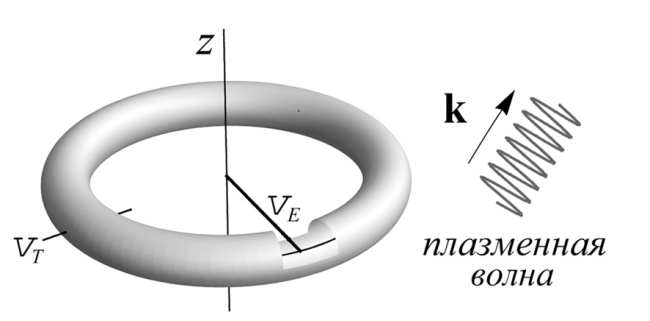 z
k
V_E
V_T
плазменная
волна